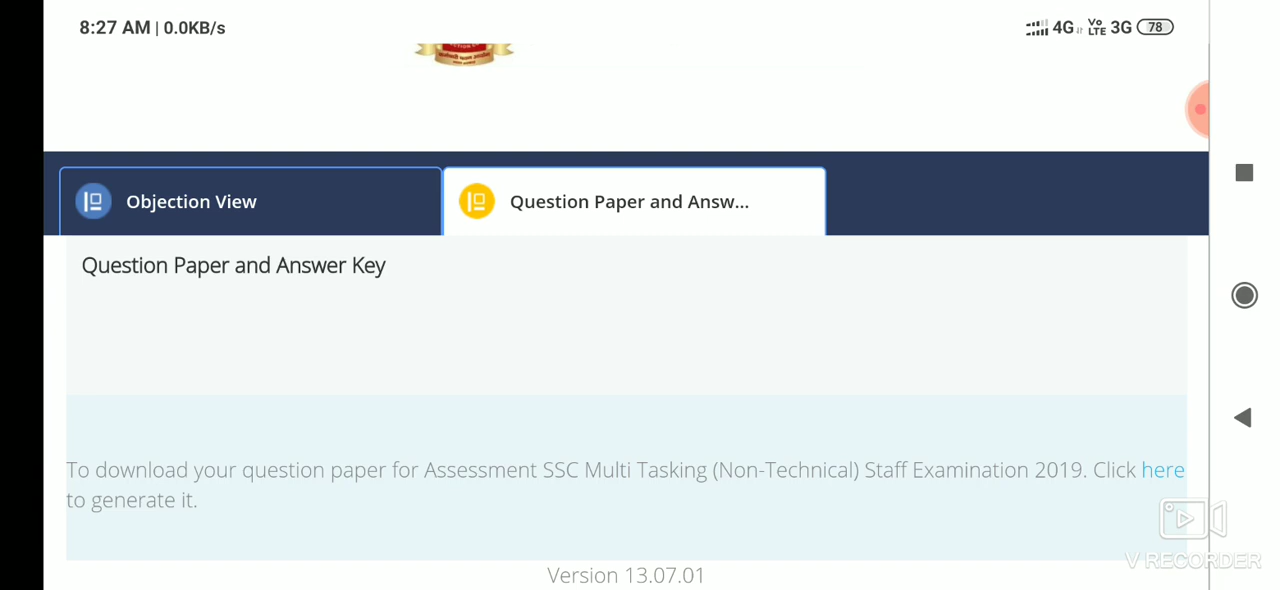 8:27 AM | 0.0KB/s
4G Vo LTE 3G 78
Objection View
Question Paper and Answ...
Question Paper and Answer Key
To download your question paper for Assessment SSC Multi Tasking (Non-Technical) Staff Examination 2019. Click here
to generate it.
V RECORDER
Version 13.07.01